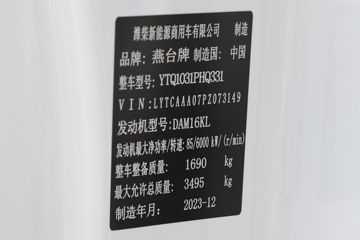 潍柴新能源商用车有限公司 制造
品牌: 燕台牌 制造国: 中国
整车型号: YTQ1031PHQ331
VIN: LYTCAAA07PZ073149
发动机型号: DAM16KL
发动机最大净功率/转速: 85/6000 kW/(r/min)
整车整备质量: 1690 kg
最大允许总质量: 3495 kg
制造年月: 2023-12